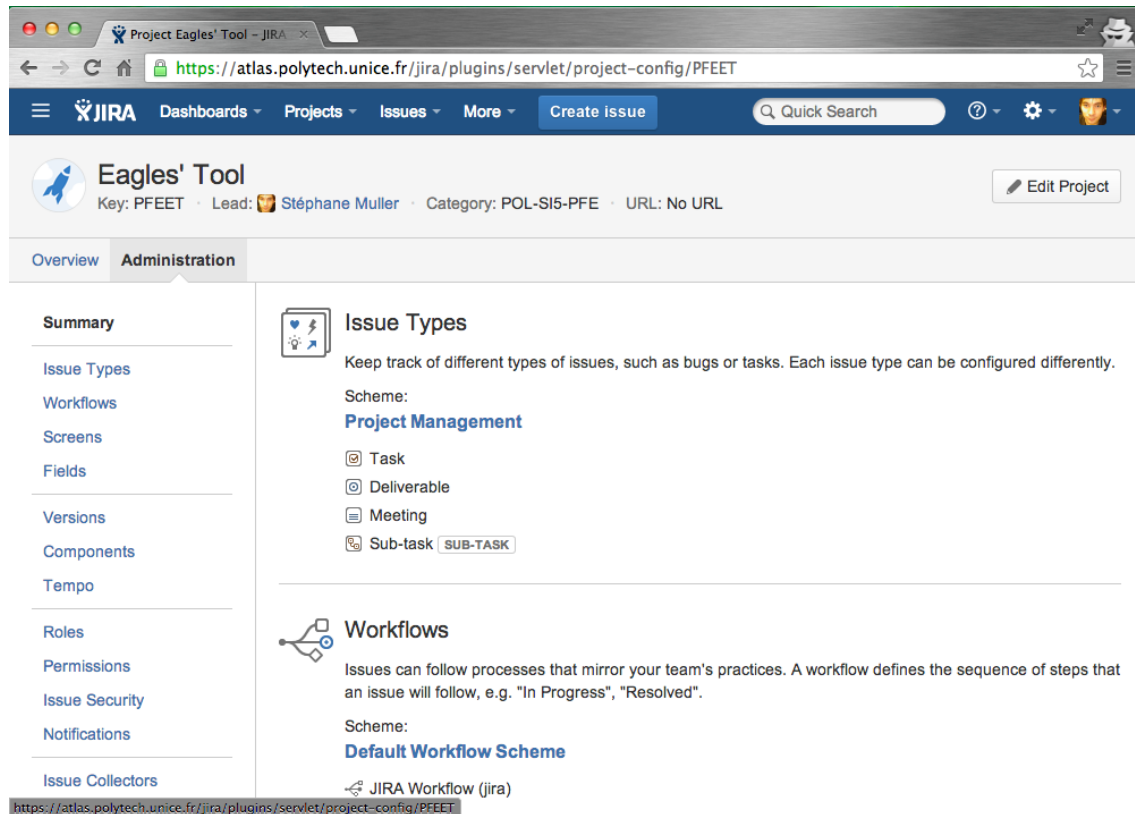 Project Eagles' Tool – JIRA
https://atlas.polytech.unice.fr/jira/plugins/servlet/project-config/PFEET
JIRA Dashboards Projects Issues More Create issue Quick Search
Eagles' Tool
Key: PFEET · Lead: Stéphane Muller · Category: POL-SI5-PFE · URL: No URL
Edit Project
Overview Administration
Summary
Issue Types
Workflows
Screens
Fields
Versions
Components
Tempo
Roles
Permissions
Issue Security
Notifications
Issue Collectors
Issue Types
Keep track of different types of issues, such as bugs or tasks. Each issue type can be configured differently.
Scheme:
Project Management
Task
Deliverable
Meeting
Sub-task SUB-TASK
Workflows
Issues can follow processes that mirror your team's practices. A workflow defines the sequence of steps that
an issue will follow, e.g. "In Progress", "Resolved".
Scheme:
Default Workflow Scheme
JIRA Workflow (jira)
https://atlas.polytech.unice.fr/jira/plugins/servlet/project-config/PFEET